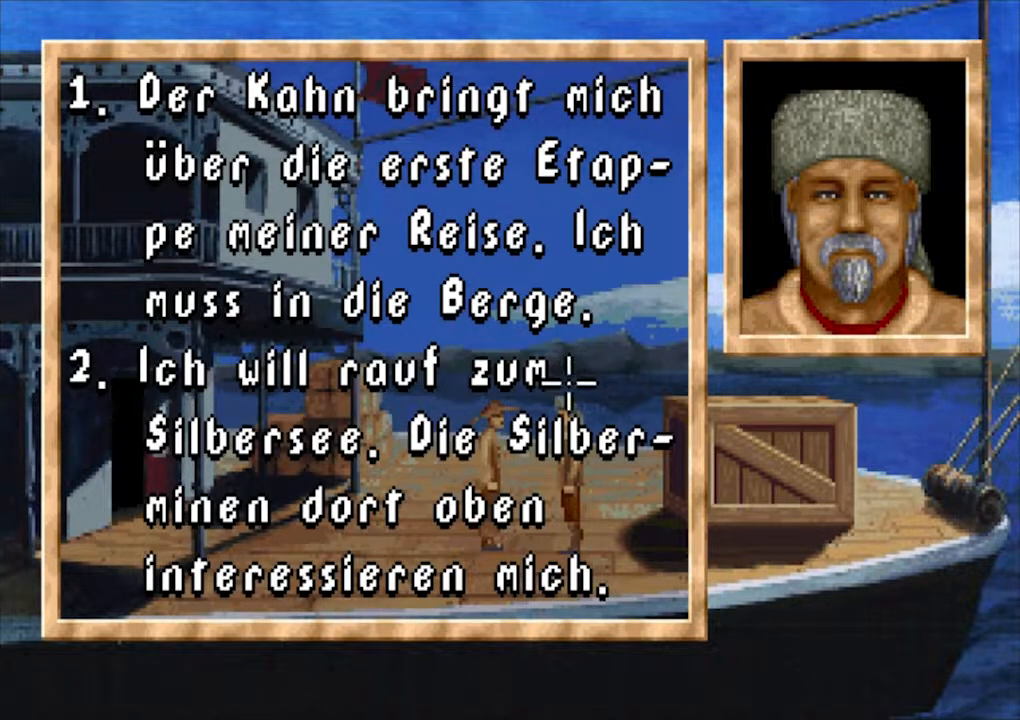 1. Der Kahn bringt mich
über die erste Etap-
pe meiner Reise. Ich
muss in die Berge.
2. Ich will rauf zum
Silbersee. Die Silber-
minen dort oben
interessieren mich.